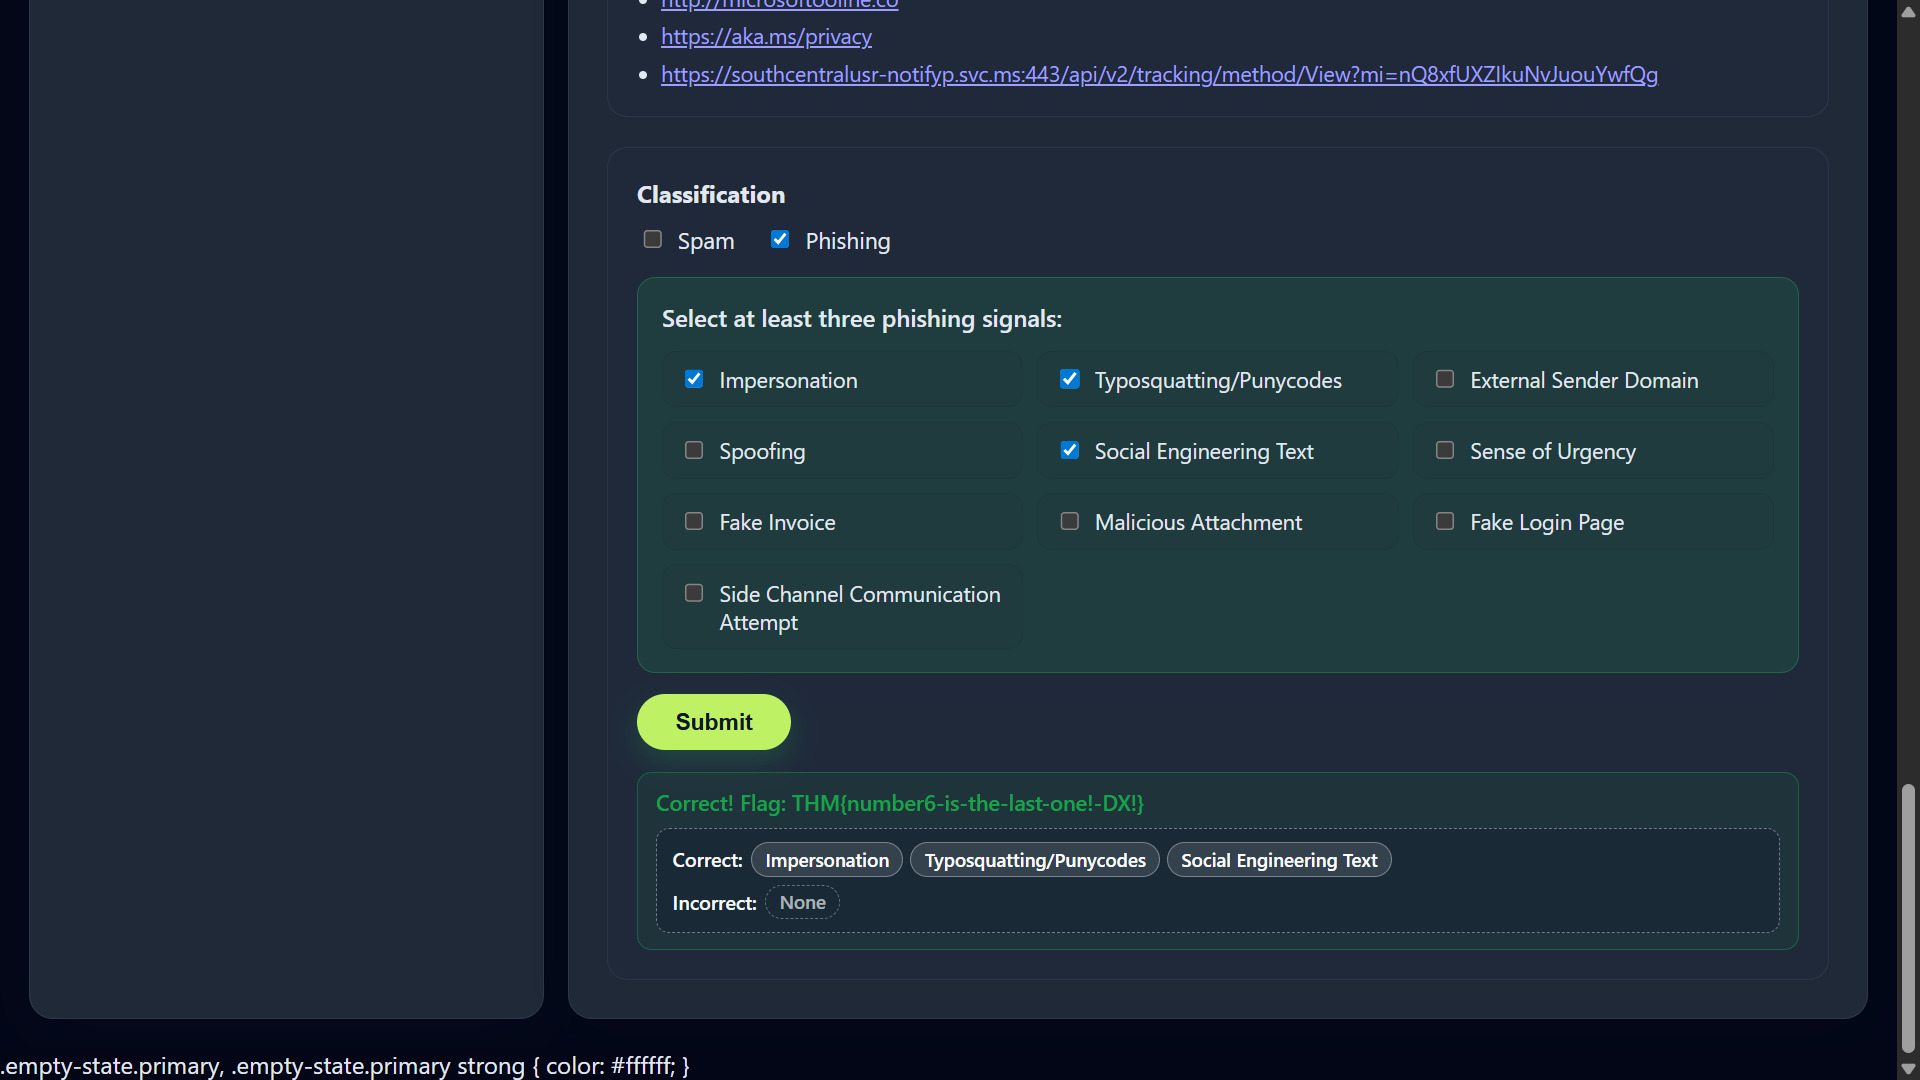 http://microsoftooline.co
https://aka.ms/privacy
https://southcentralusr-notifyp.svc.ms:443/api/v2/tracking/method/View?mi=nQ8xfUXZIkuNvJuouYwfQg
Classification
Spam Phishing
Select at least three phishing signals:
Impersonation Typosquatting/Punycodes External Sender Domain
Spoofing Social Engineering Text Sense of Urgency
Fake Invoice Malicious Attachment Fake Login Page
Side Channel Communication
Attempt
Submit
Correct! Flag: THM{number6-is-the-last-one!-DX!}
Correct: Impersonation Typosquatting/Punycodes Social Engineering Text
Incorrect: None
.empty-state.primary, .empty-state.primary strong { color: #ffffff; }